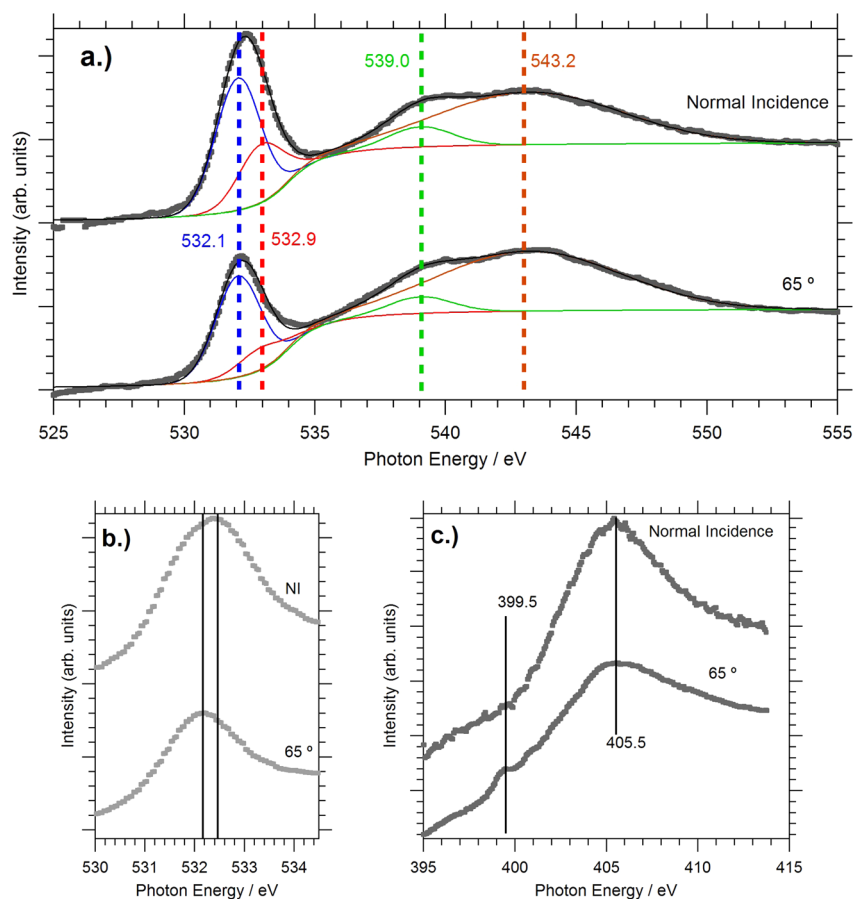 a.)
539.0
543.2
Normal Incidence
532.1
532.9
65 º
Intensity (arb. units)
525
530
535
540
545
550
555
Photon Energy / eV
b.)
NI
65 º
Intensity (arb. units)
530
531
532
533
534
Photon Energy / eV
c.)
Normal Incidence
399.5
65 º
405.5
Intensity (arb. units)
395
400
405
410
415
Photon Energy / eV